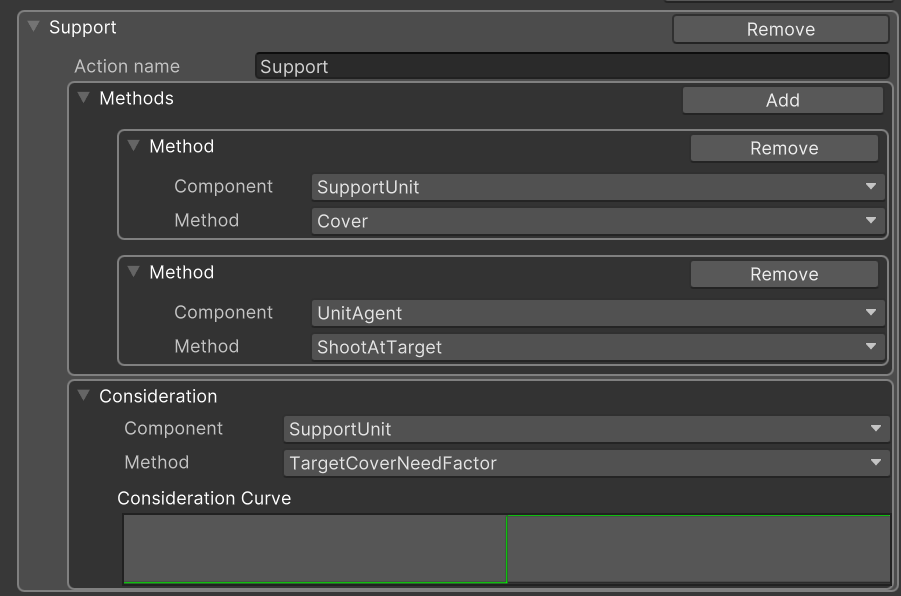 Support Remove
Action name Support
Methods Add
Method Remove
Component SupportUnit
Method Cover
Method Remove
Component UnitAgent
Method ShootAtTarget
Consideration
Component SupportUnit
Method TargetCoverNeedFactor
Consideration Curve